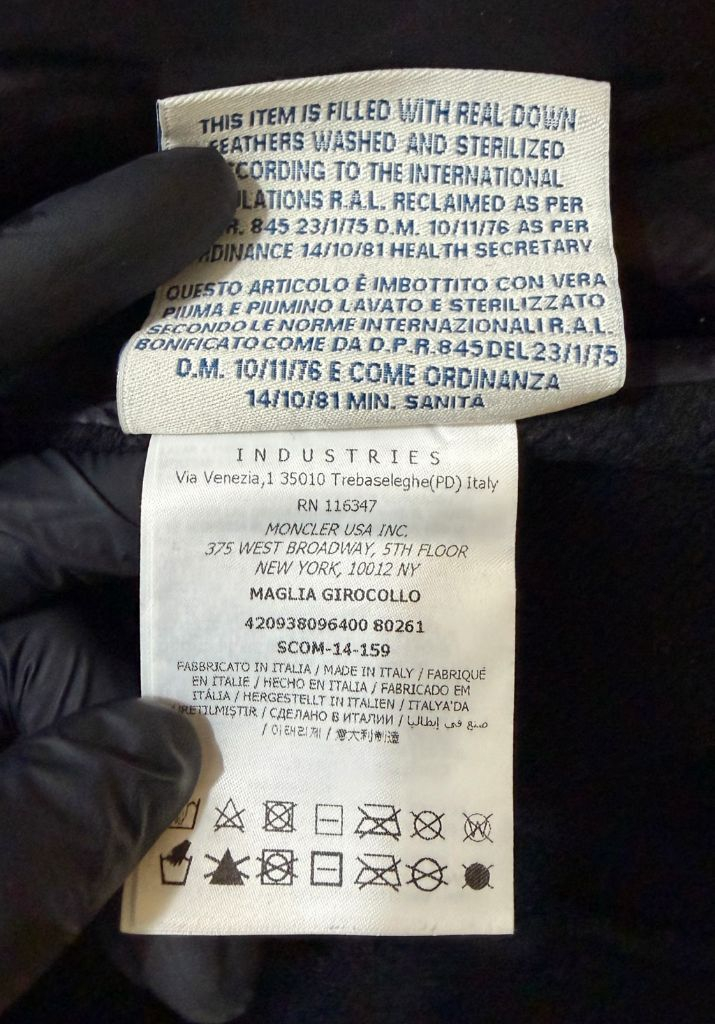 THIS ITEM IS FILLED WITH REAL DOWN
FEATHERS WASHED AND STERILIZED
CCORDING TO THE INTERNATIONAL
ULATIONS R.A.L. RECLAIMED AS PER
R. 845 23/1/75 D.M. 10/11/76 AS PER
RDINANCE 14/10/81 HEALTH SECRETARY
QUESTO ARTICOLO È IMBOTTITO CON VERA
PIUMA E PIUMINO LAVATO E STERILIZZATO
SECONDO LE NORME INTERNAZIONALI R.A.L.
BONIFICATO COME DA D.P.R.845 DEL 23/1/75
D.M. 10/11/76 E COME ORDINANZA
14/10/81 MIN. SANITÁ
INDUSTRIES
Via Venezia,1 35010 Trebaseleghe(PD) Italy
RN 116347
MONCLER USA INC.
375 WEST BROADWAY, 5TH FLOOR
NEW YORK, 10012 NY
MAGLIA GIROCOLLO
420938096400 80261
SCOM-14-159
FABBRICATO IN ITALIA / MADE IN ITALY / FABRIQUÉ
EN ITALIE / HECHO EN ITALIA / FABRICADO EM
ITÁLIA / HERGESTELLT IN ITALIEN / ITALYA'DA
ÜRETILMIŞTIR / СДЕЛАНО В ИТАЛИИ / صنع في إيطاليا
/ 이태리제 / 意大利制造